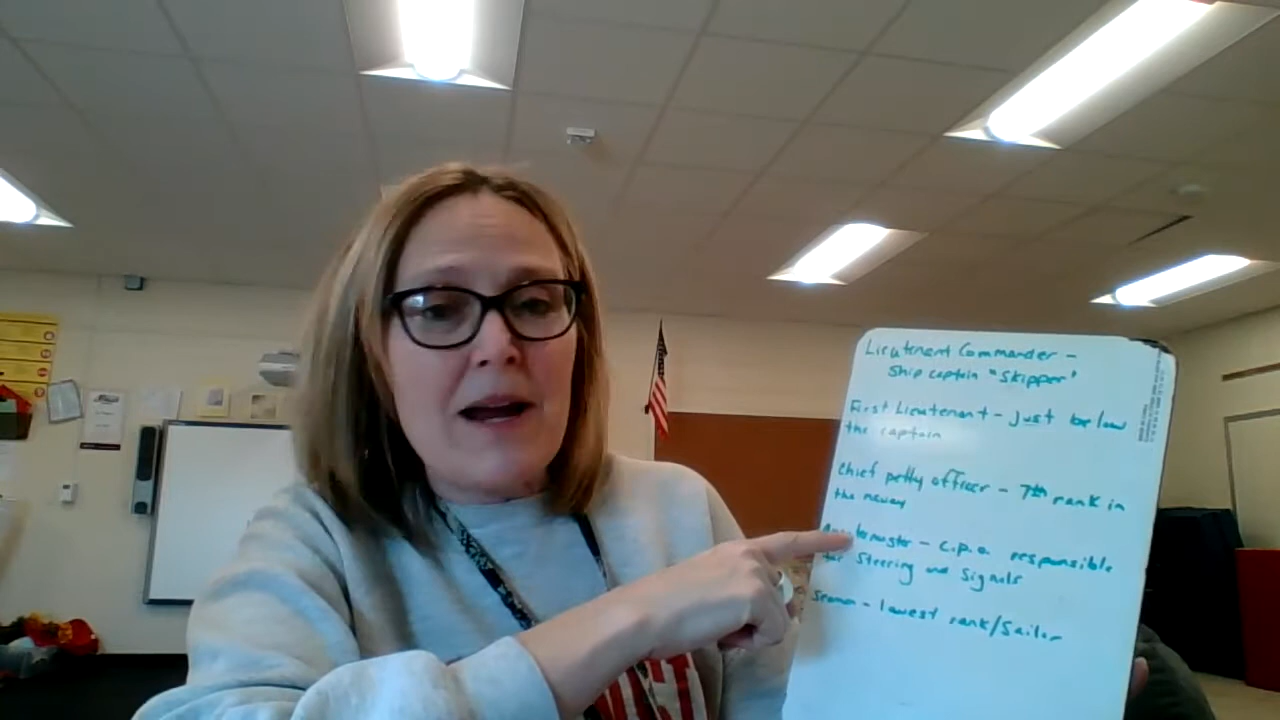 Lieutenant Commander -
Ship captain "Skipper"
First Lieutenant - just below
the captain
Chief petty officer - 7th rank in
the navy
- c.p.o. responsible
for Steering and Signals
Seaman - lowest rank/Sailor